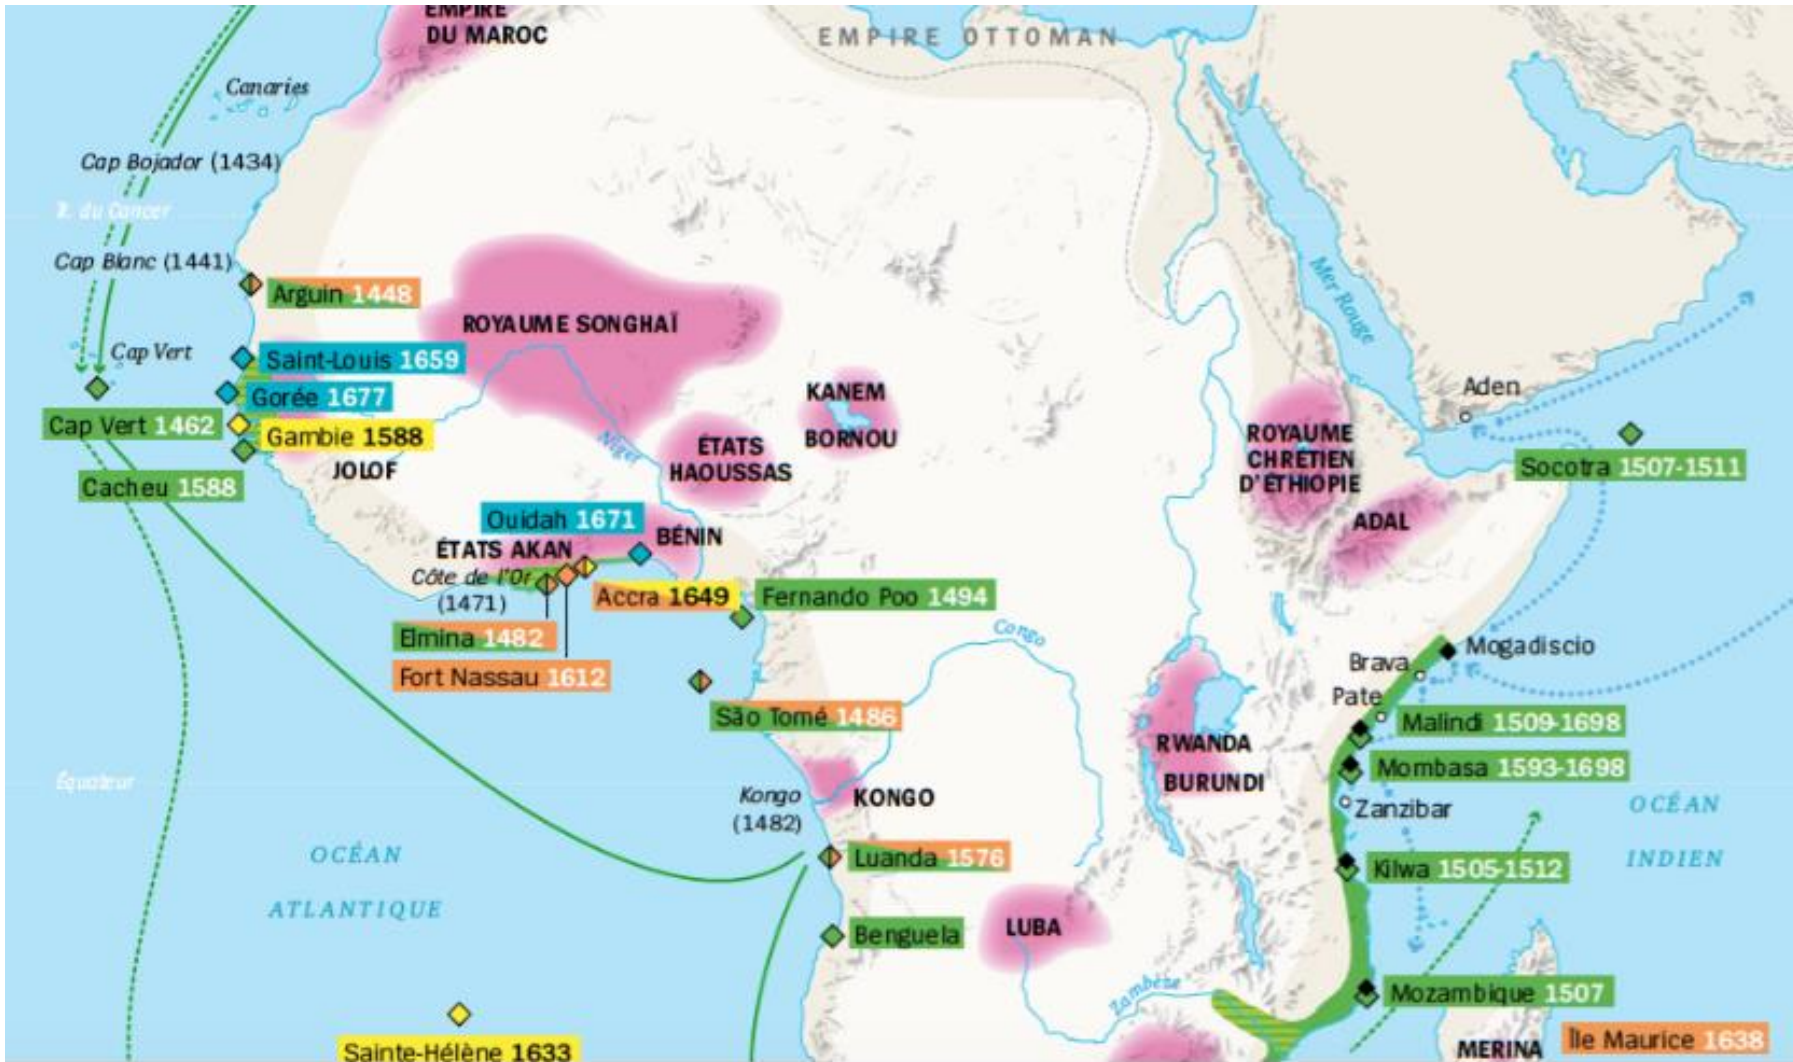 EMPIRE
DU MAROC
EMPIRE OTTOMAN
Canaries
Cap Bojador (1434)
T. du Cancer
Cap Blanc (1441)
Arguin 1448
Mer Rouge
ROYAUME SONGHAÏ
Cap Vert
Saint-Louis 1659
Gorée 1677
Cap Vert 1462
Gambie 1588
JOLOF
Cacheu 1588
Niger
KANEM
BORNOU
ÉTATS
HAOUSSAS
Aden
ROYAUME
CHRÉTIEN
D'ÉTHIOPIE
Socotra 1507-1511
ADAL
Ouidah 1671
BÉNIN
ÉTATS AKAN
Côte de l'Or
(1471)
Accra 1649
Fernando Poo 1494
Elmina 1482
Fort Nassau 1612
Congo
Mogadiscio
Brava
Pate
São Tomé 1486
Malindi 1509-1698
RWANDA
BURUNDI
Mombasa 1593-1698
Équateur
Kongo
(1482)
KONGO
Zanzibar
OCÉAN
INDIEN
OCÉAN
ATLANTIQUE
Luanda 1576
Kilwa 1505-1512
Benguela
LUBA
Zambèze
Mozambique 1507
Sainte-Hélène 1633
MERINA
Île Maurice 1638